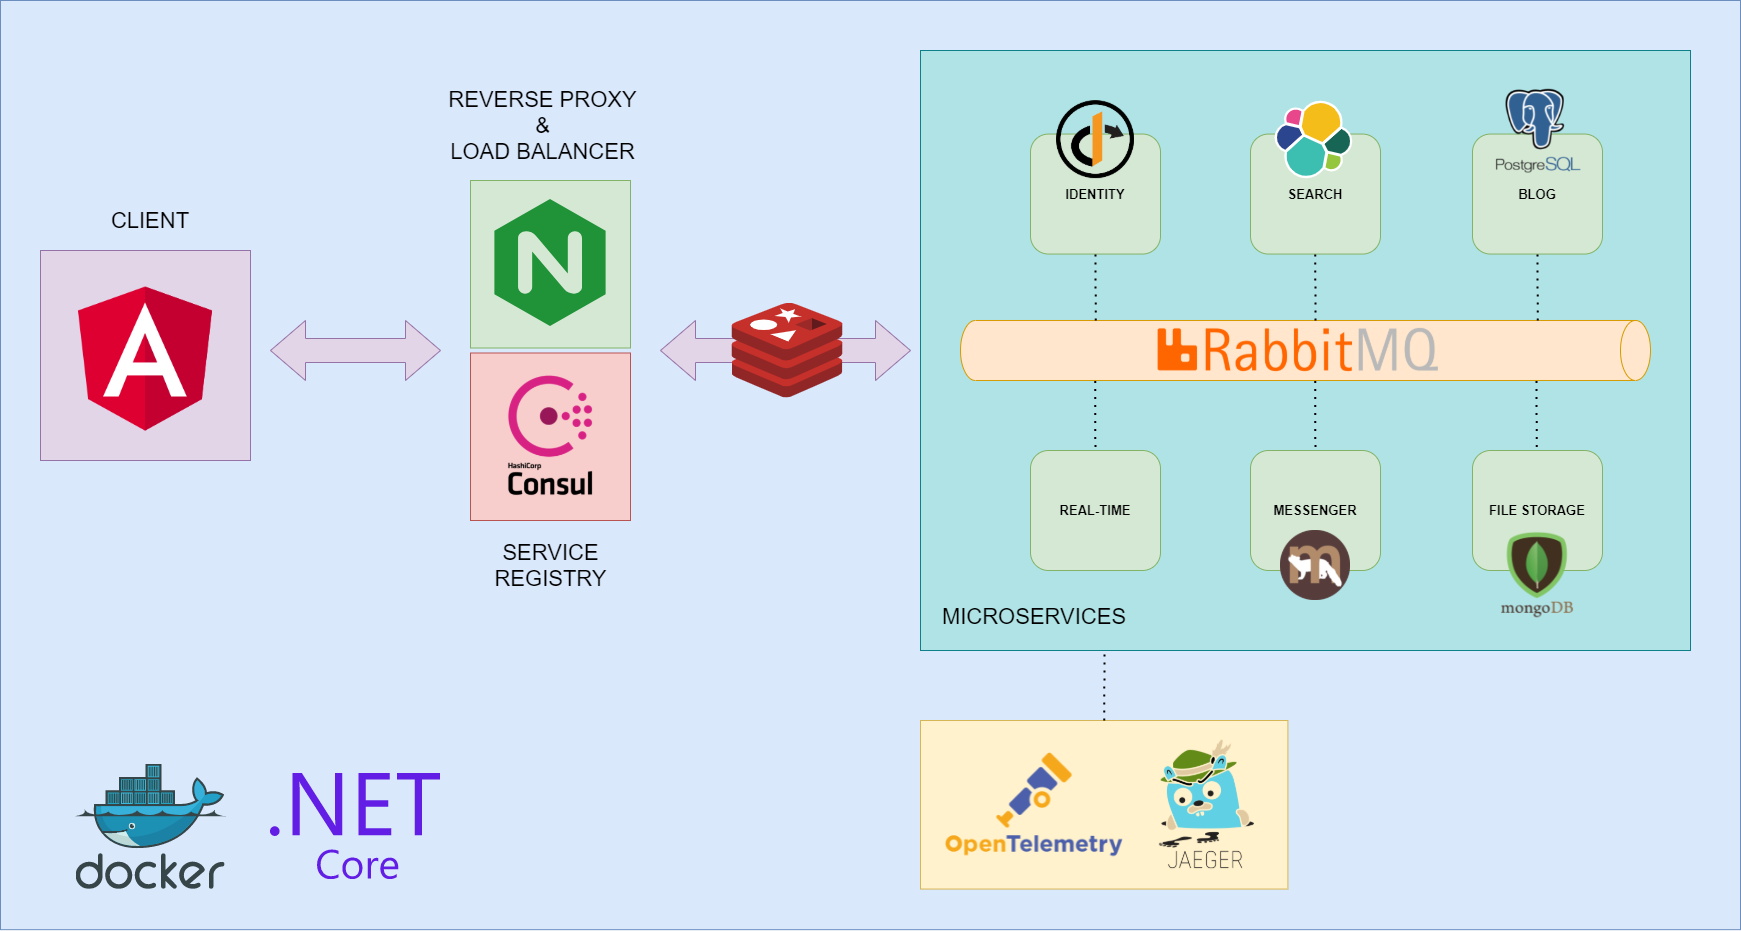 CLIENT
REVERSE PROXY
&
LOAD BALANCER
N
A
HashiCorp
Consul
SERVICE
REGISTRY
IDENTITY
SEARCH
PostgreSQL
BLOG
RabbitMQ
REAL-TIME
MESSENGER
m
FILE STORAGE
mongoDB
MICROSERVICES
OpenTelemetry
JAEGER
docker
.NET
Core